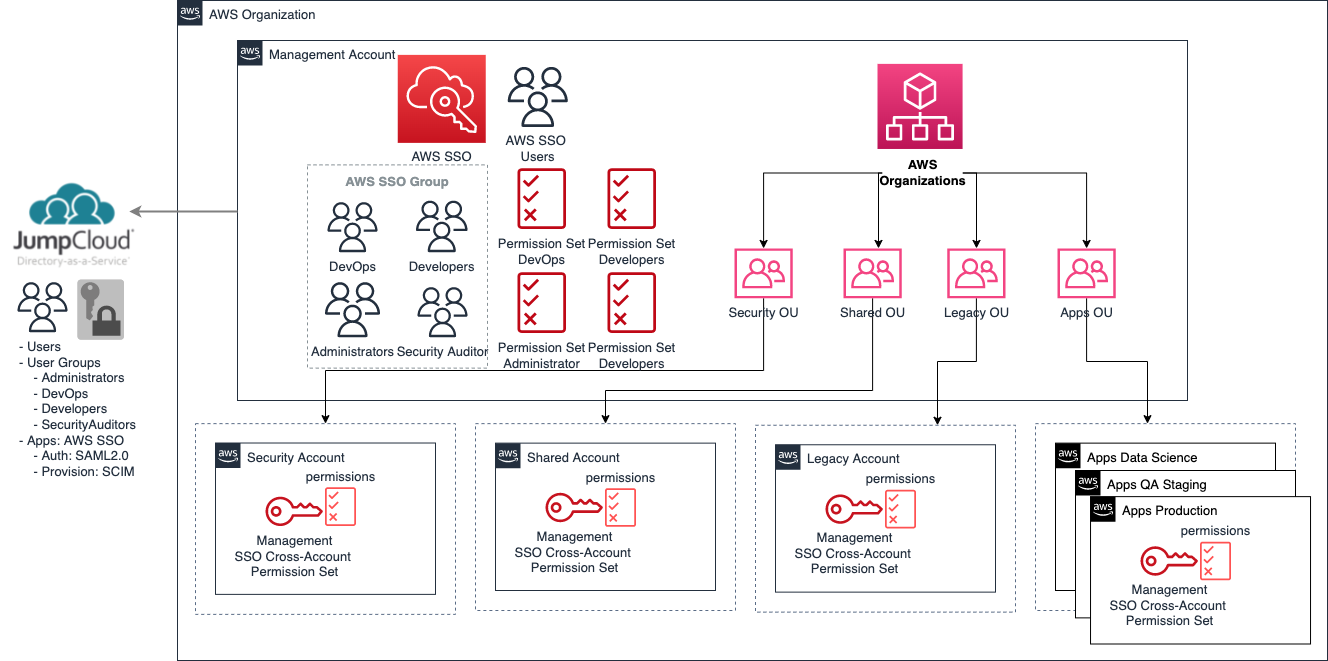 aws
AWS Organization
aws
Management Account
AWS SSO
AWS SSO
Users
AWS
Organizations
AWS SSO Group
DevOps
Developers
Administrators
Security Auditor
Permission Set
DevOps
Permission Set
Developers
Permission Set
Administrator
Permission Set
Developers
Security OU
Shared OU
Legacy OU
Apps OU
JumpCloud
Directory-as-a-Service
- Users
- User Groups
- Administrators
- DevOps
- Developers
- SecurityAuditors
- Apps: AWS SSO
- Auth: SAML2.0
- Provision: SCIM
aws
Security Account
permissions
Management
SSO Cross-Account
Permission Set
aws
Shared Account
permissions
Management
SSO Cross-Account
Permission Set
aws
Legacy Account
permissions
Management
SSO Cross-Account
Permission Set
aws
Apps Data Science
aws
Apps QA Staging
aws
Apps Production
permissions
Management
SSO Cross-Account
Permission Set